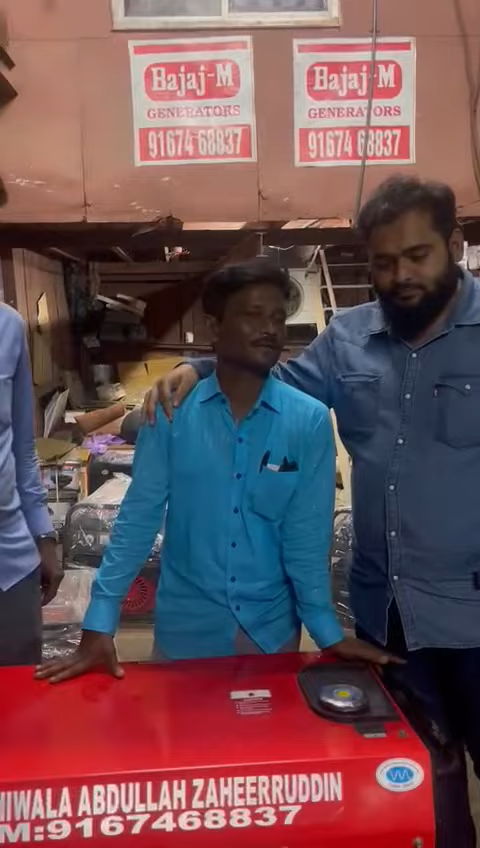 Bajaj-M
GENERATORS
91674 68837
Bajaj-M
GENERATORS
91674 68837
NIWALA ABDULLAH ZAHEERRUDDIN
M:9167468837